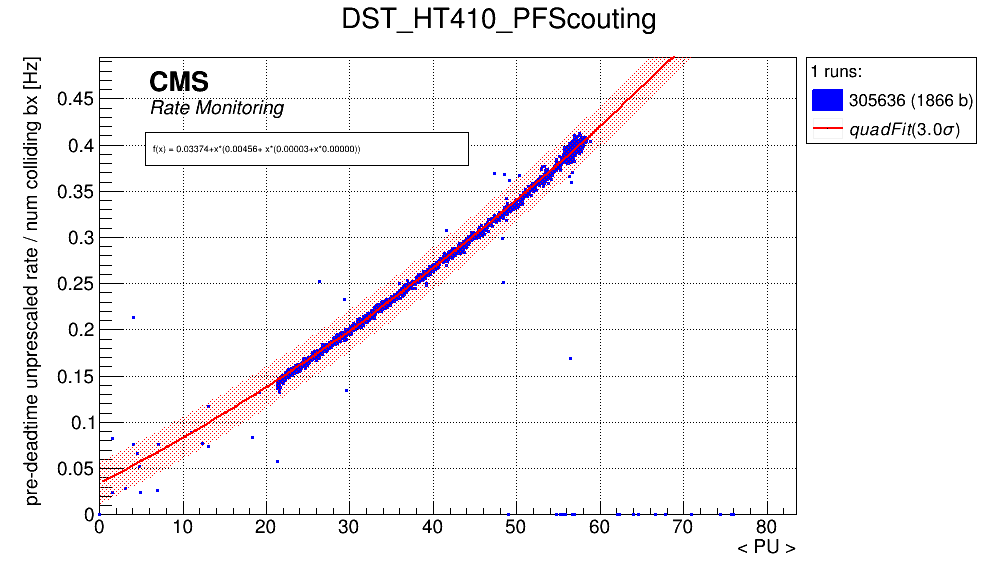 DST_HT410_PFScouting
pre-deadtime unprescaled rate / num colliding bx [Hz]
CMS
Rate Monitoring
f(x) = 0.03374+x*(0.00456+ x*(0.00003+x*0.00000))
0.45
0.4
0.35
0.3
0.25
0.2
0.15
0.1
0.05
0
0 10 20 30 40 50 60 70 80
< PU >
1 runs:
305636 (1866 b)
quadFit(3.0σ)